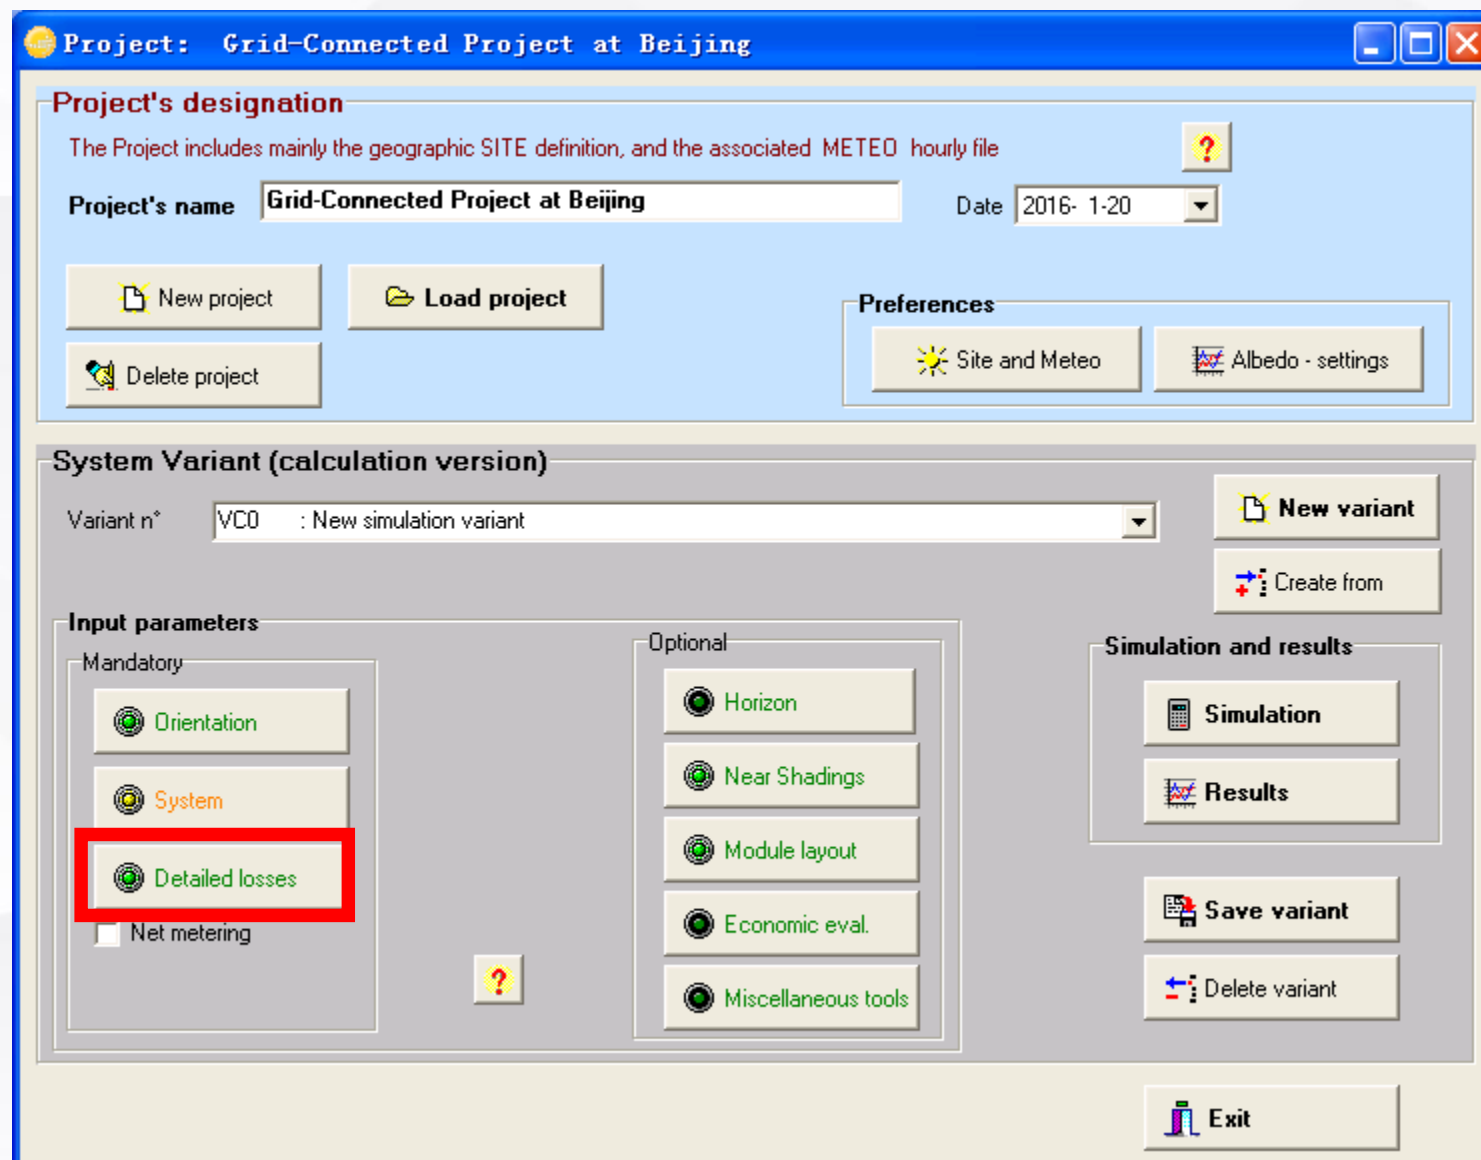 Project: Grid-Connected Project at Beijing
Project's designation
The Project includes mainly the geographic SITE definition, and the associated METEO hourly file
?
Project's name Grid-Connected Project at Beijing Date 2016- 1-20
New project Load project
Preferences
Delete project Site and Meteo Albedo - settings
System Variant (calculation version)
Variant n° VC0 : New simulation variant New variant
Create from
Input parameters
Mandatory Optional Simulation and results
Orientation Horizon Simulation
System Near Shadings Results
Detailed losses Module layout
Net metering Economic eval. Save variant
? Miscellaneous tools Delete variant
Exit